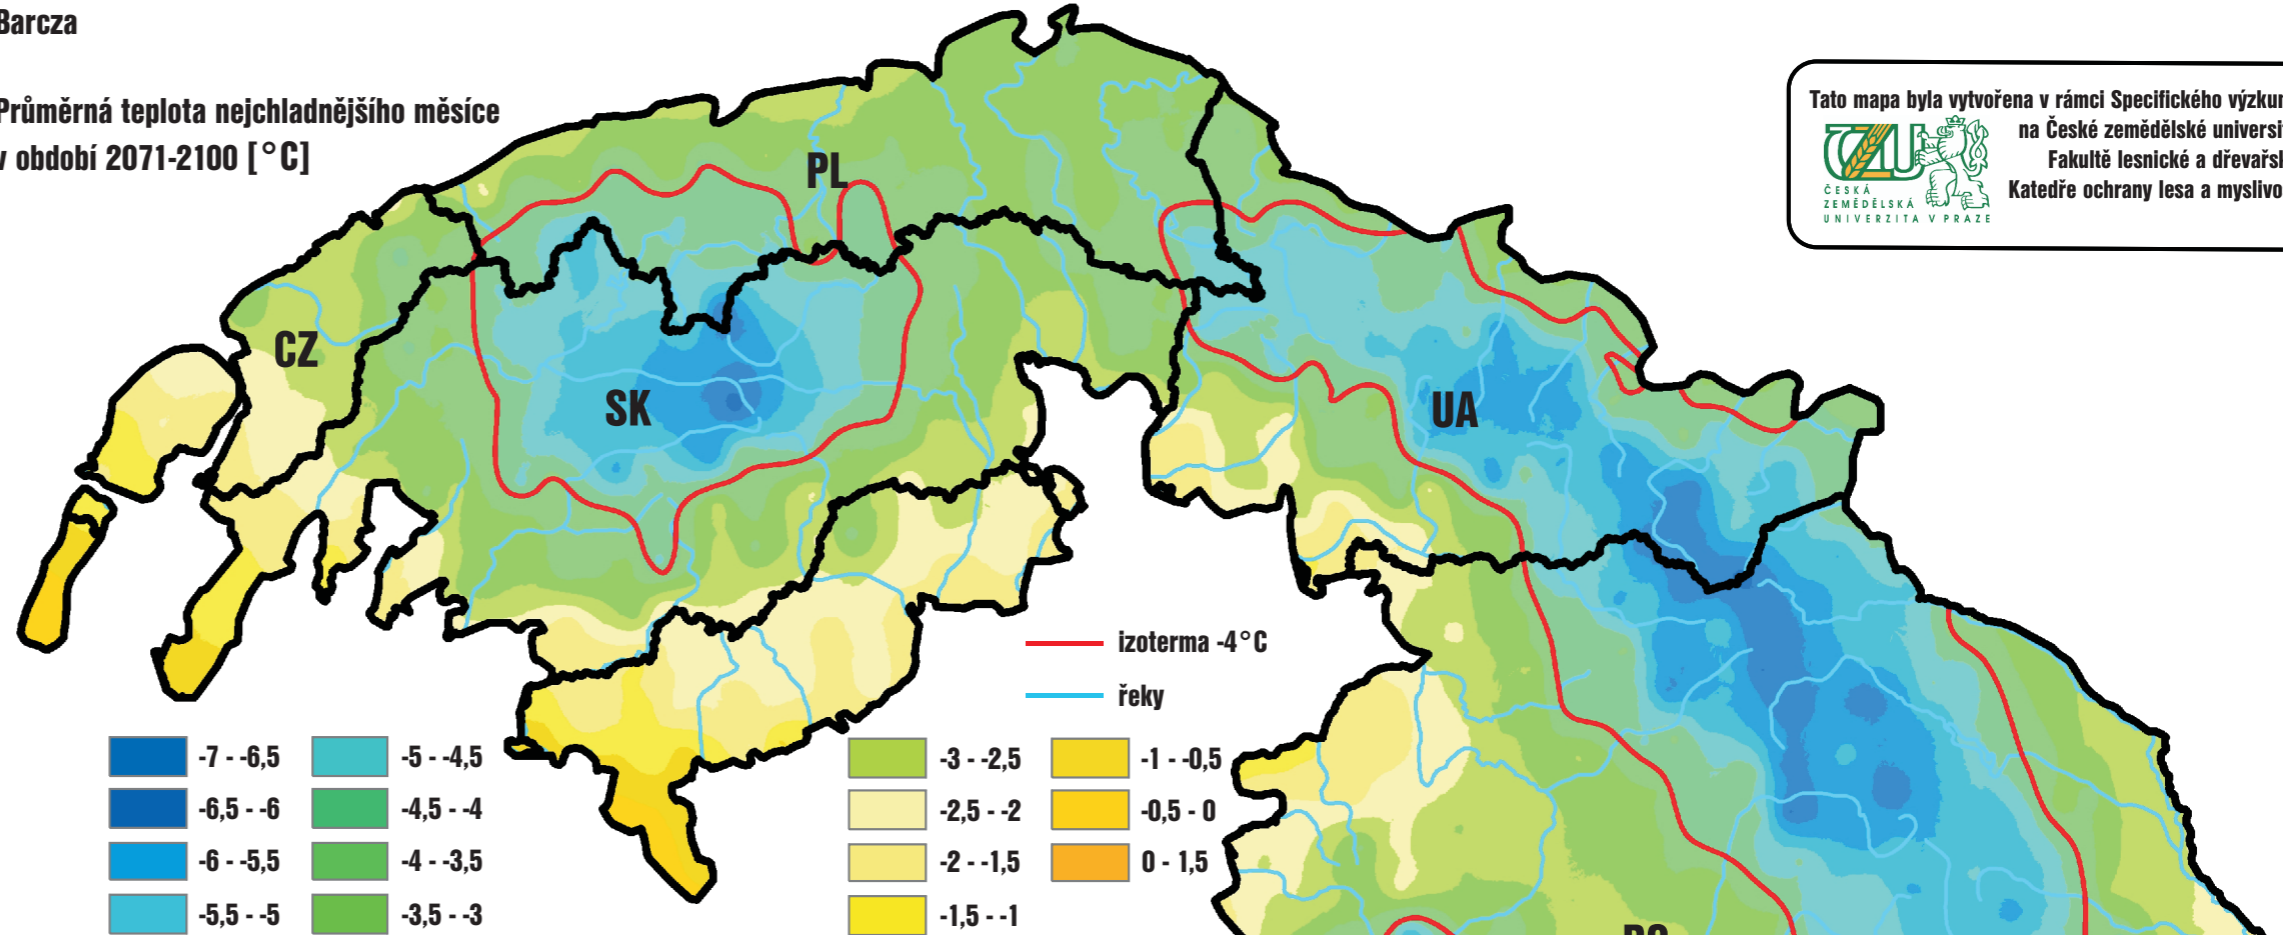 Barcza
Průměrná teplota nejchladnějšího měsíce
v období 2071-2100 [°C]
Tato mapa byla vytvořena v rámci Specifického
na České zemědělské
Fakultě lesnické a
Katedře ochrany lesa a
ČZU
ČESKÁ
ZEMĚDĚLSKÁ
UNIVERZITA V PRAZE
PL
CZ
SK
UA
izoterma -4°C
řeky
-7 - -6,5
-6,5 - -6
-6 - -5,5
-5,5 - -5
-5 - -4,5
-4,5 - -4
-4 - -3,5
-3,5 - -3
-3 - -2,5
-2,5 - -2
-2 - -1,5
-1,5 - -1
-1 - -0,5
-0,5 - 0
0 - 1,5